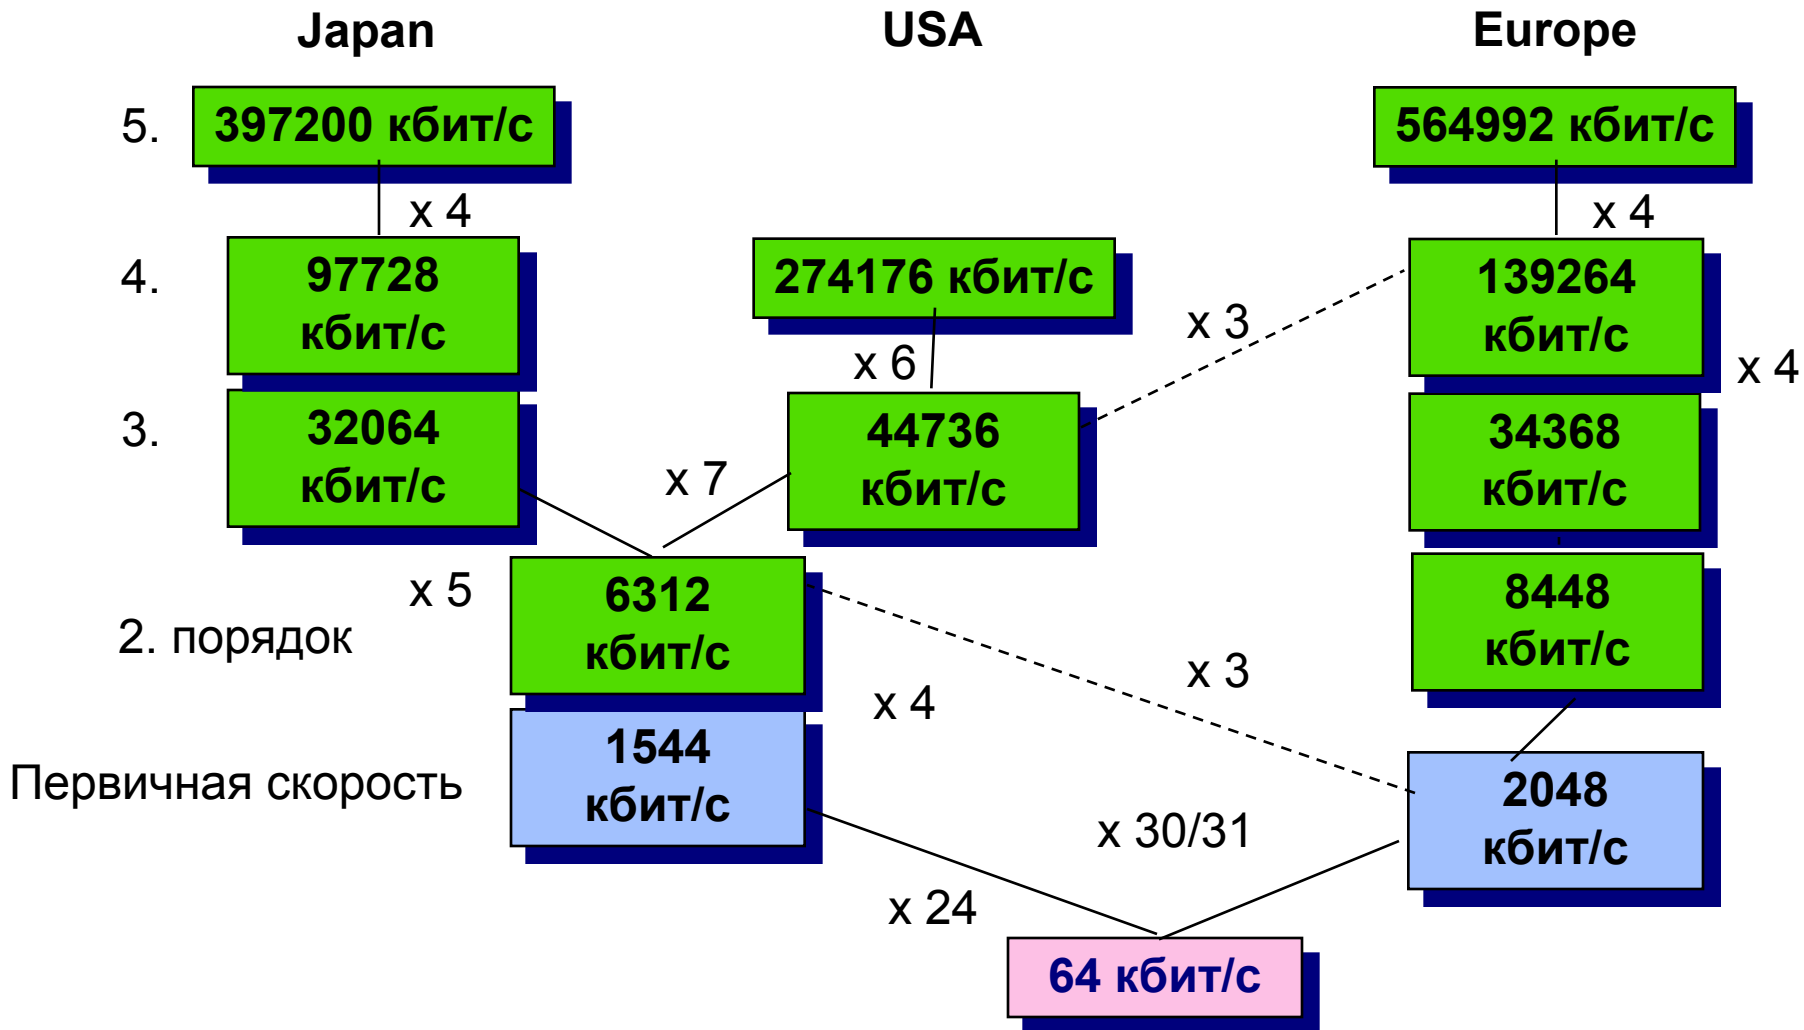 Japan
USA
Europe
5.
397200 кбит/с
564992 кбит/с
x 4
x 4
4.
97728
кбит/с
274176 кбит/с
139264
кбит/с
x 3
x 6
x 4
3.
32064
кбит/с
44736
кбит/с
34368
кбит/с
x 7
x 5
6312
кбит/с
8448
кбит/с
2. порядок
x 3
x 4
Первичная скорость
1544
кбит/с
2048
кбит/с
x 30/31
x 24
64 кбит/с